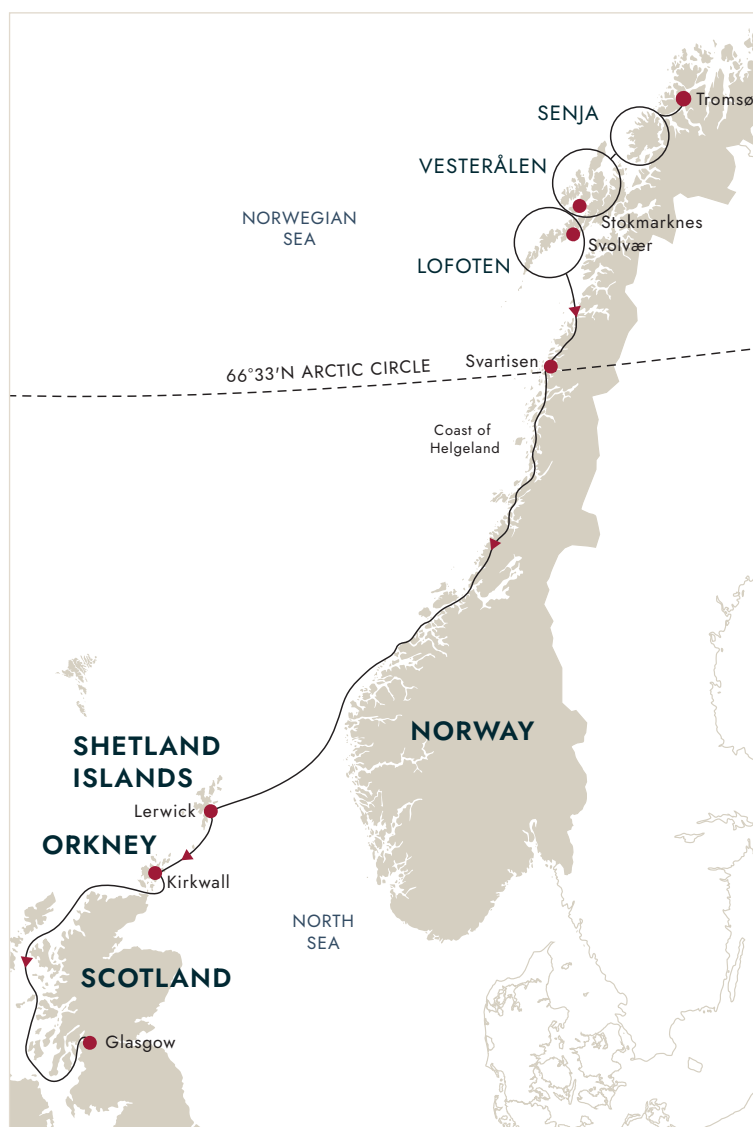 Tromsø
SENJA
VESTERÅLEN
NORWEGIAN
SEA
Stokmarknes
Svolvær
LOFOTEN
Svartisen
66°33'N ARCTIC CIRCLE
Coast of
Helgeland
NORWAY
SHETLAND
ISLANDS
Lerwick
ORKNEY
Kirkwall
NORTH
SEA
SCOTLAND
Glasgow